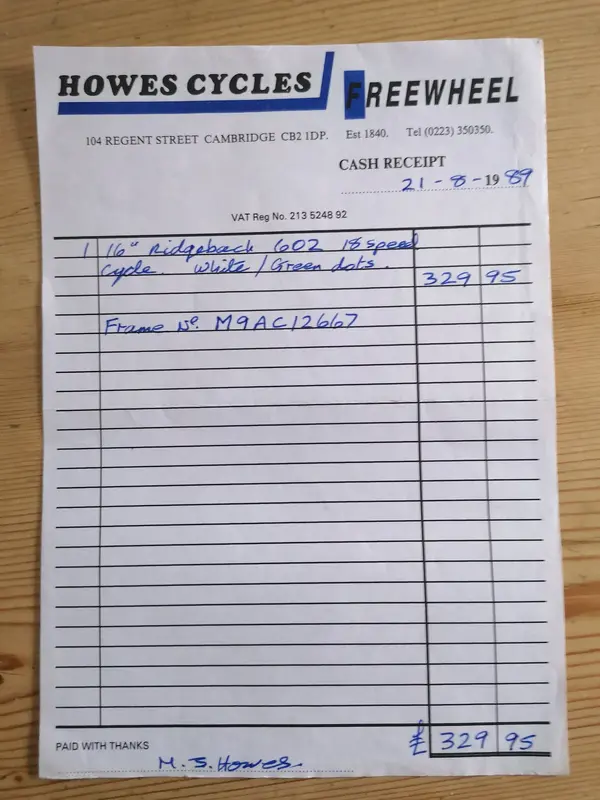 HOWES CYCLES FREEWHEEL
104 REGENT STREET CAMBRIDGE CB2 1DP. Est 1840. Tel (0223) 350350.
CASH RECEIPT
21-8-1989
VAT Reg No. 213 5248 92
1 16" Ridgeback 602 18 speed
Cycle. White/Green dots. 329 95
Frame No. M9AC12667
PAID WITH THANKS £ 329 95
M.S. Howes.